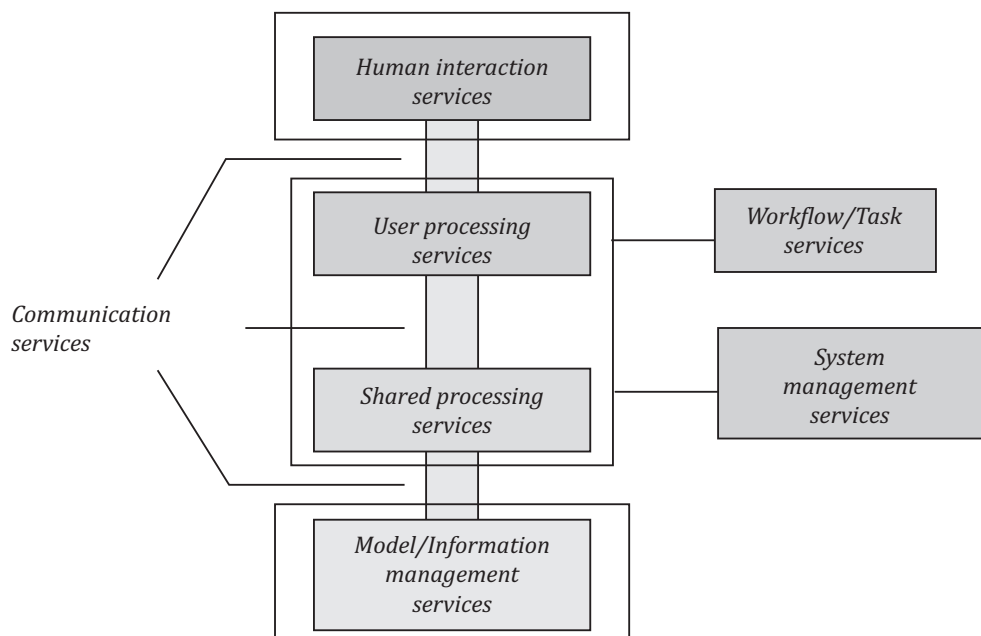 Human interaction
services
User processing
services
Workflow/Task
services
Communication
services
System
management
services
Shared processing
services
Model/Information
management
services